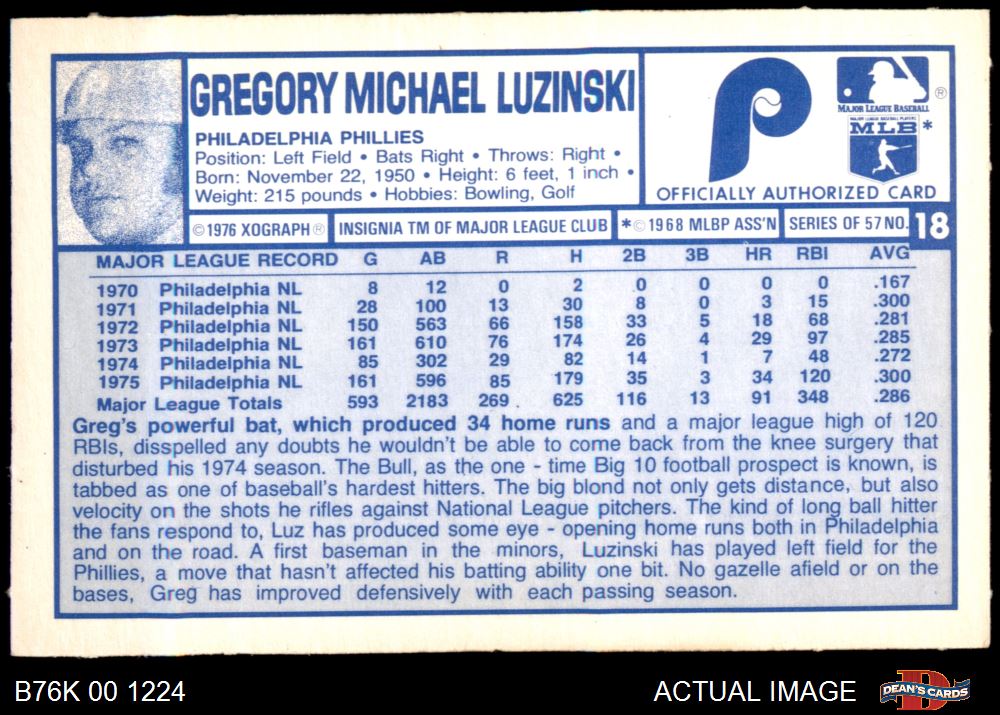 GREGORY MICHAEL LUZINSKI
PHILADELPHIA PHILLIES
Position: Left Field • Bats Right • Throws: Right •
Born: November 22, 1950 • Height: 6 feet, 1 inch •
Weight: 215 pounds • Hobbies: Bowling, Golf
P
MAJOR LEAGUE BASEBALL ®
MAJOR LEAGUE BASEBALL PLAYERS
MLB *
OFFICIALLY AUTHORIZED CARD
© 1976 XOGRAPH ® INSIGNIA TM OF MAJOR LEAGUE CLUB *© 1968 MLBP ASS'N SERIES OF 57 NO. 18
MAJOR LEAGUE RECORD G AB R H 2B 3B HR RBI AVG
1970 Philadelphia NL 8 12 0 2 .0 0 0 0 .167
1971 Philadelphia NL 28 100 13 30 8 0 3 15 .300
1972 Philadelphia NL 150 563 66 158 33 5 18 68 .281
1973 Philadelphia NL 161 610 76 174 26 4 29 97 .285
1974 Philadelphia NL 85 302 29 82 14 1 7 48 .272
1975 Philadelphia NL 161 596 85 179 35 3 34 120 .300
Major League Totals 593 2183 269 625 116 13 91 348 .286
Greg's powerful bat, which produced 34 home runs and a major league high of 120
RBIs, disspelled any doubts he wouldn't be able to come back from the knee surgery that
disturbed his 1974 season. The Bull, as the one - time Big 10 football prospect is known, is
tabbed as one of baseball's hardest hitters. The big blond not only gets distance, but also
velocity on the shots he rifles against National League pitchers. The kind of long ball hitter
the fans respond to, Luz has produced some eye - opening home runs both in Philadelphia
and on the road. A first baseman in the minors, Luzinski has played left field for the
Phillies, a move that hasn't affected his batting ability one bit. No gazelle afield or on the
bases, Greg has improved defensively with each passing season.
B76K 00 1224 ACTUAL IMAGE
D
DEAN'S CARDS